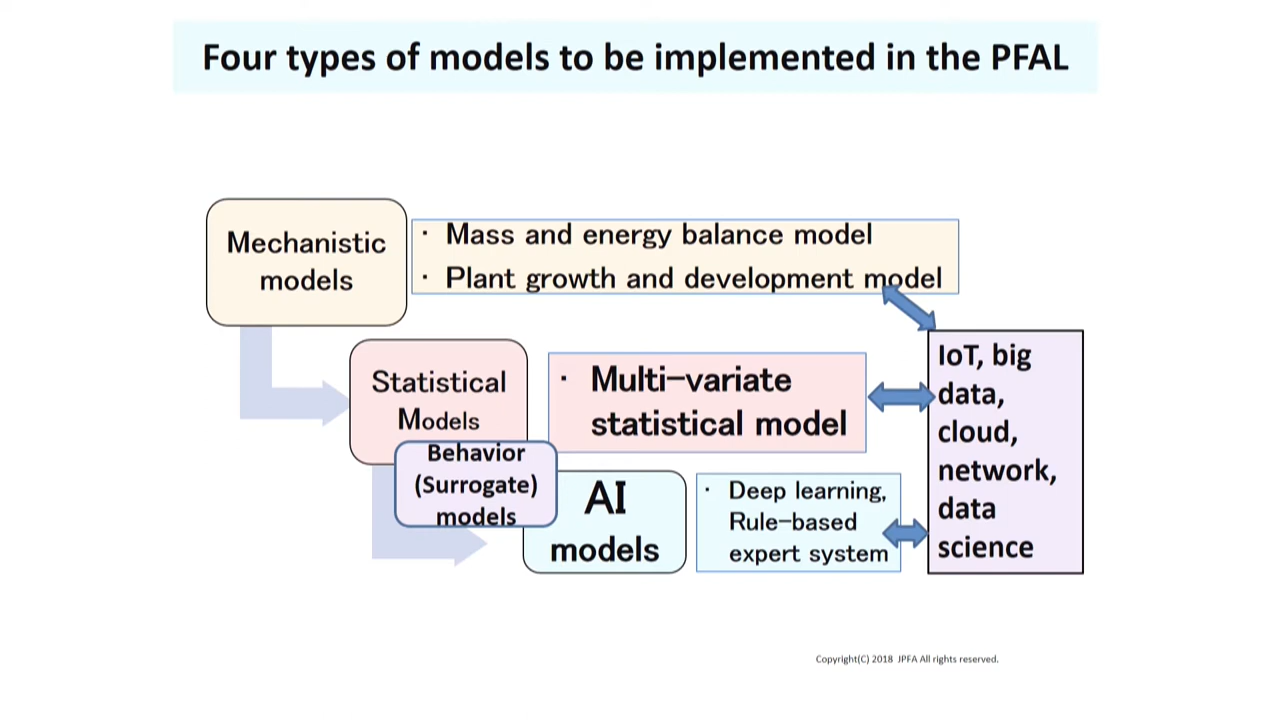 Four types of models to be implemented in the PFAL
Mechanistic
models
· Mass and energy balance model
· Plant growth and development model
Statistical
Models
· Multi-variate
statistical model
Behavior
(Surrogate)
models
AI
models
· Deep learning,
Rule-based
expert system
IoT, big
data,
cloud,
network,
data
science
Copyright(C) 2018 JPFA All rights reserved.